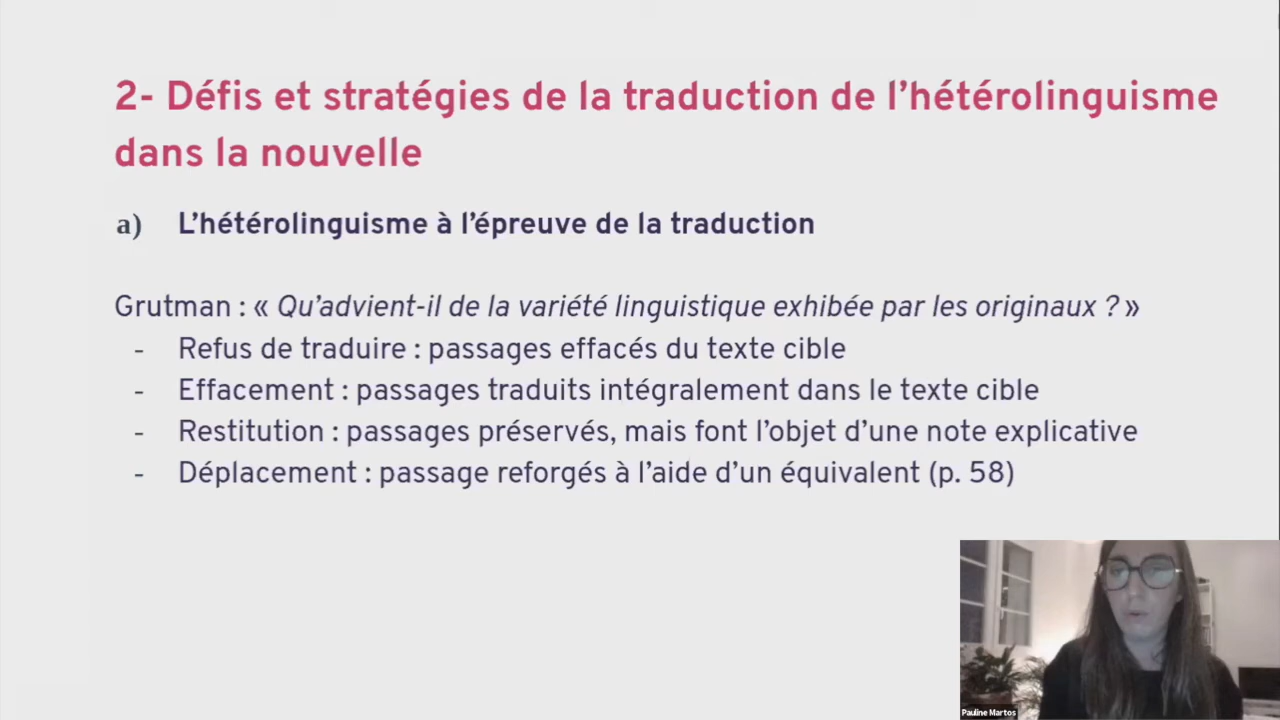 2- Défis et stratégies de la traduction de l’hétérolinguisme
dans la nouvelle
a) L’hétérolinguisme à l’épreuve de la traduction
Grutman : « Qu’advient-il de la variété linguistique exhibée par les originaux ? »
- Refus de traduire : passages effacés du texte cible
- Effacement : passages traduits intégralement dans le texte cible
- Restitution : passages préservés, mais font l’objet d’une note explicative
- Déplacement : passage reforgés à l’aide d’un équivalent (p. 58)
Pauline Martos